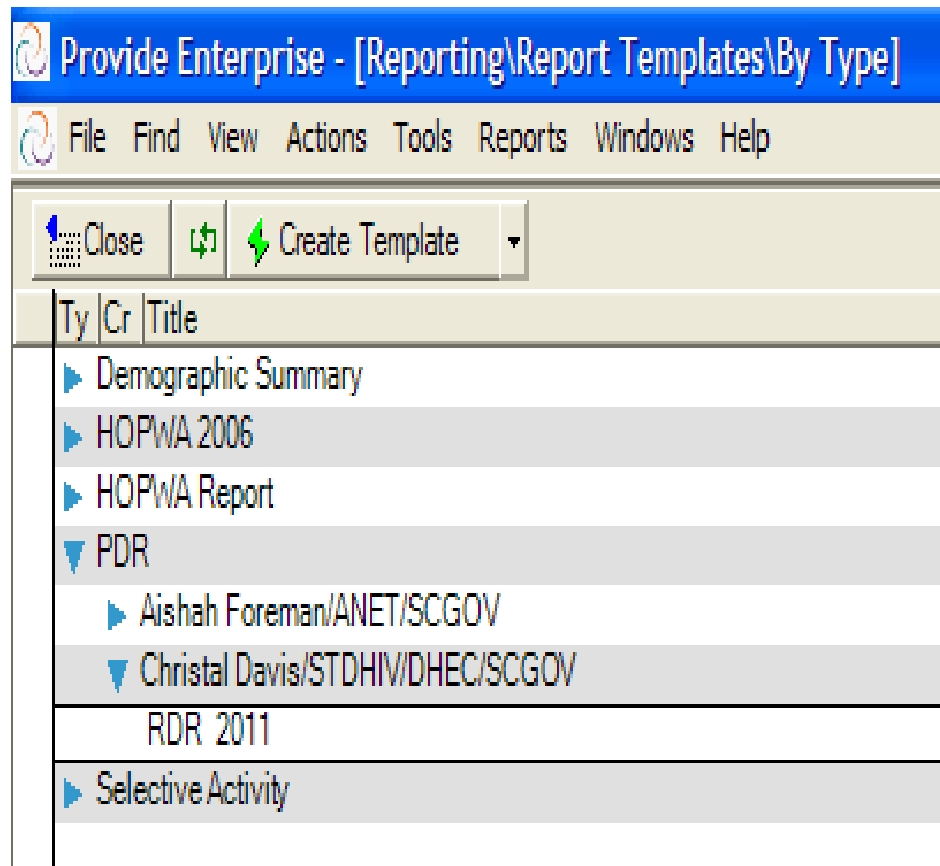 Provide Enterprise - [Reporting\Report Templates\By Type]
File Find View Actions Tools Reports Windows Help
Close Create Template
Ty Cr Title
Demographic Summary
HOPWA 2006
HOPWA Report
PDR
Aishah Foreman/ANET/SCGOV
Christal Davis/STDHIV/DHEC/SCGOV
RDR 2011
Selective Activity